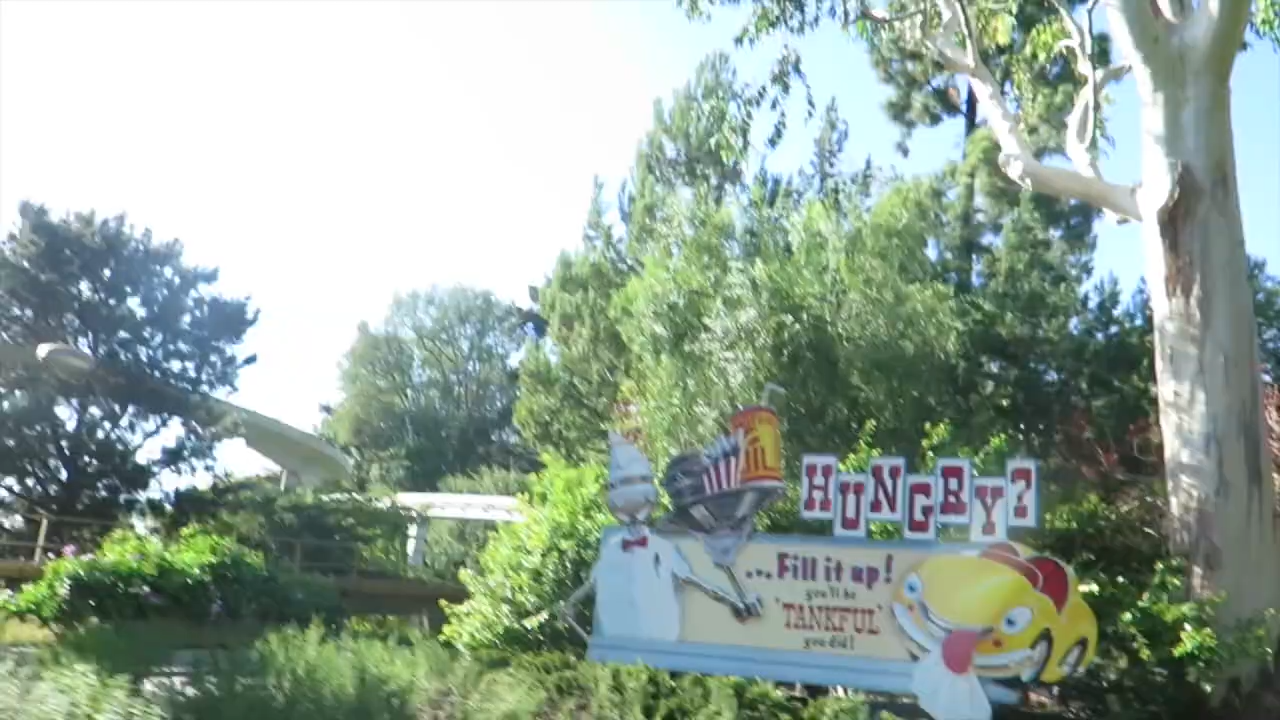 HUNGRY?
...Fill it up!
you'll be
'TANKFUL'
you did!